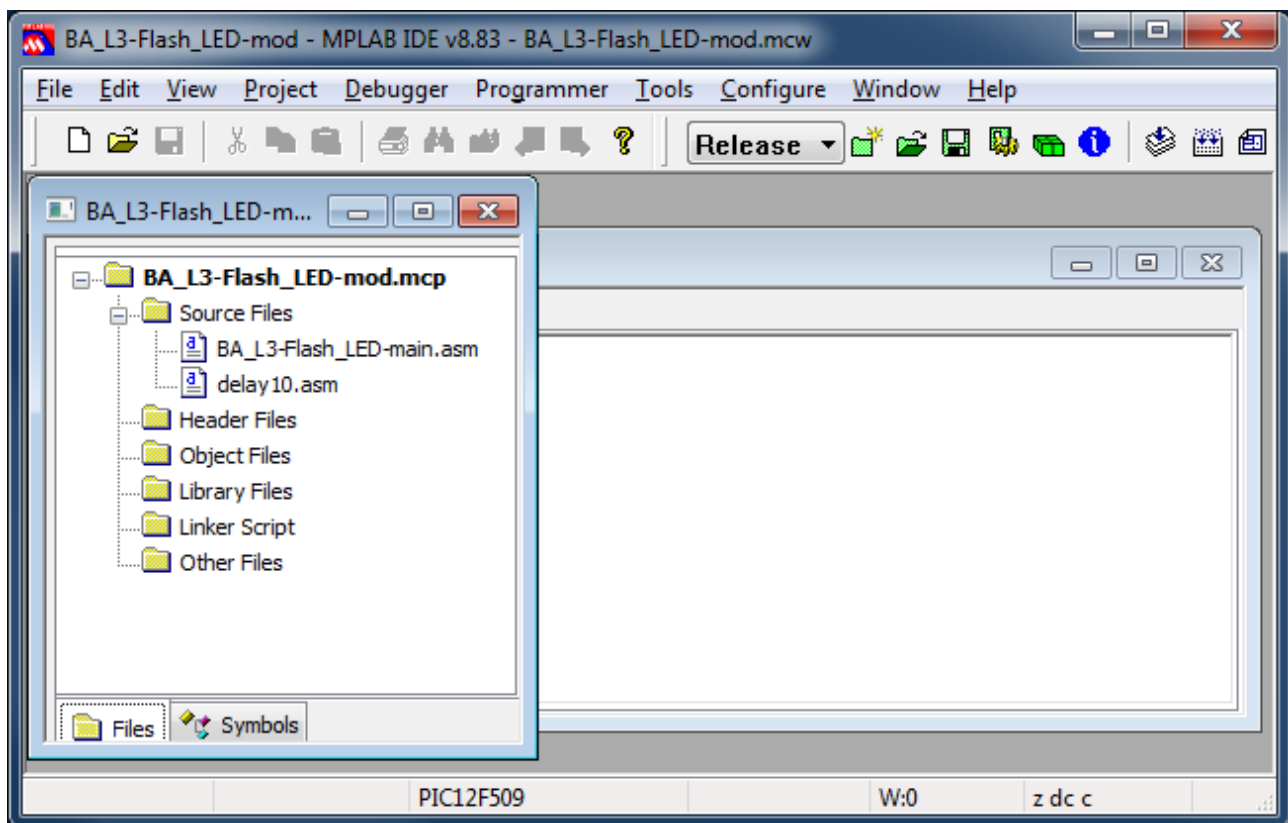 BA_L3-Flash_LED-mod - MPLAB IDE v8.83 - BA_L3-Flash_LED-mod.mcw
File Edit View Project Debugger Programmer Tools Configure Window Help
Release
BA_L3-Flash_LED-m...
BA_L3-Flash_LED-mod.mcp
Source Files
BA_L3-Flash_LED-main.asm
delay10.asm
Header Files
Object Files
Library Files
Linker Script
Other Files
Files Symbols
PIC12F509 W:0 z dc c